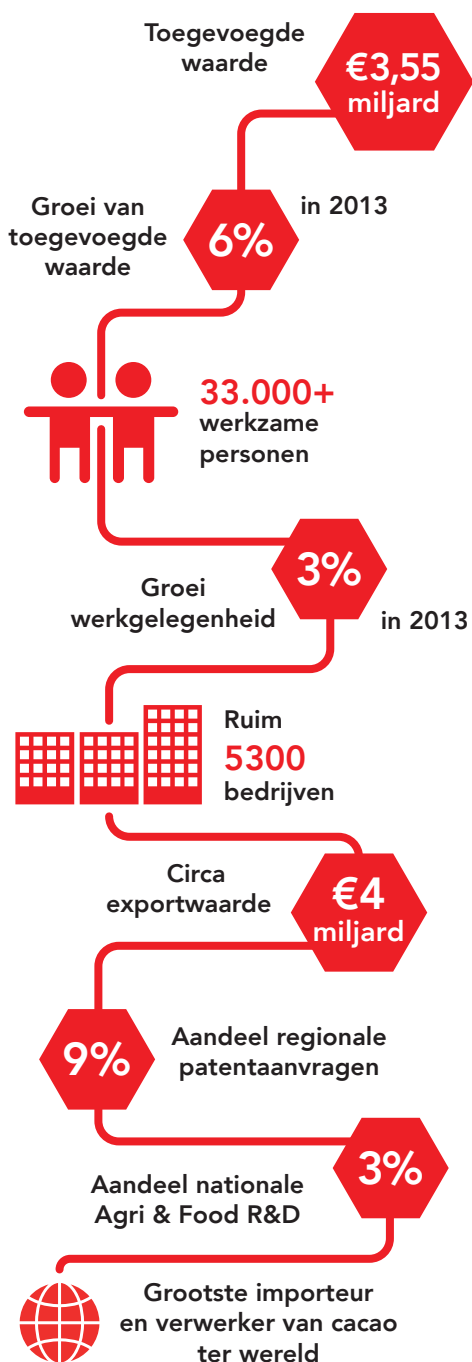 Toegevoegde
waarde
€3,55
miljard
Groei van
toegevoegde
waarde
6%
in 2013
33.000+
werkzame
personen
3%
Groei
werkgelegenheid
in 2013
Ruim
5300
bedrijven
Circa
exportwaarde
€4
miljard
9%
Aandeel regionale
patentaanvragen
3%
Aandeel nationale
Agri & Food R&D
Grootste importeur
en verwerker van cacao
ter wereld